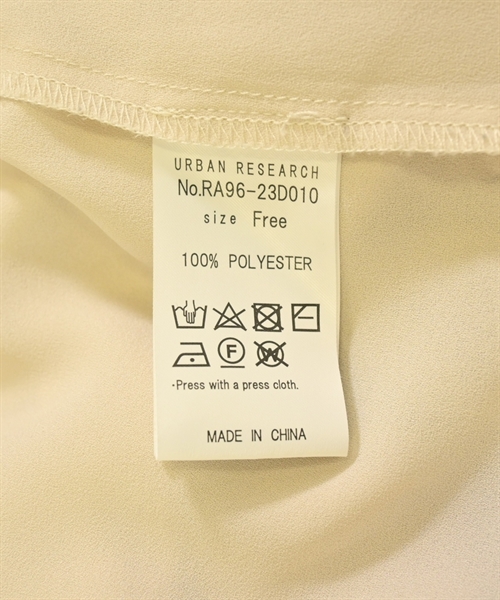 URBAN RESEARCH
No.RA96-23D010
size Free
100% POLYESTER
F W
·Press with a press cloth.
MADE IN CHINA